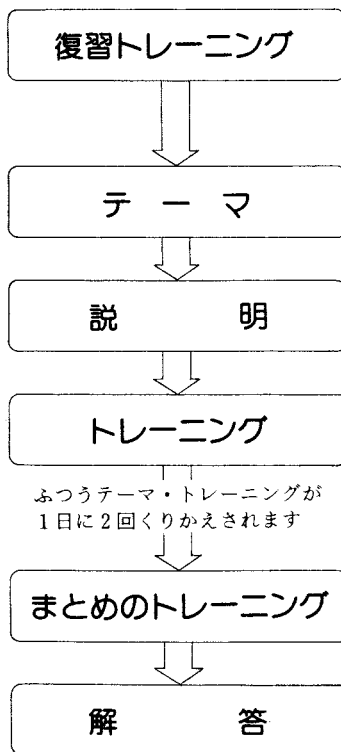 復習トレーニング
テーマ
説明
トレーニング
ふつうテーマ・トレーニングが
1日に2回くりかえされます
まとめのトレーニング
解答